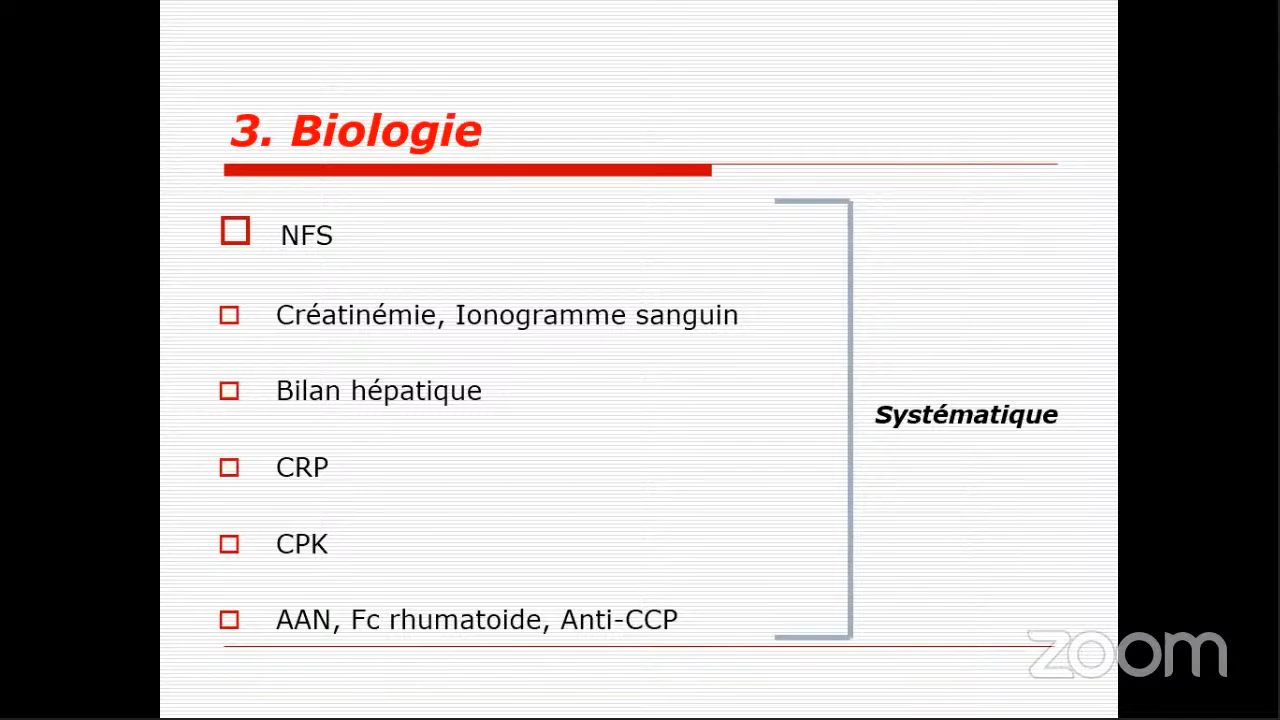 3. Biologie
NFS
Créatinémie, Ionogramme sanguin
Bilan hépatique
CRP
CPK
AAN, Fc rhumatoide, Anti-CCP
Systématique
zoom